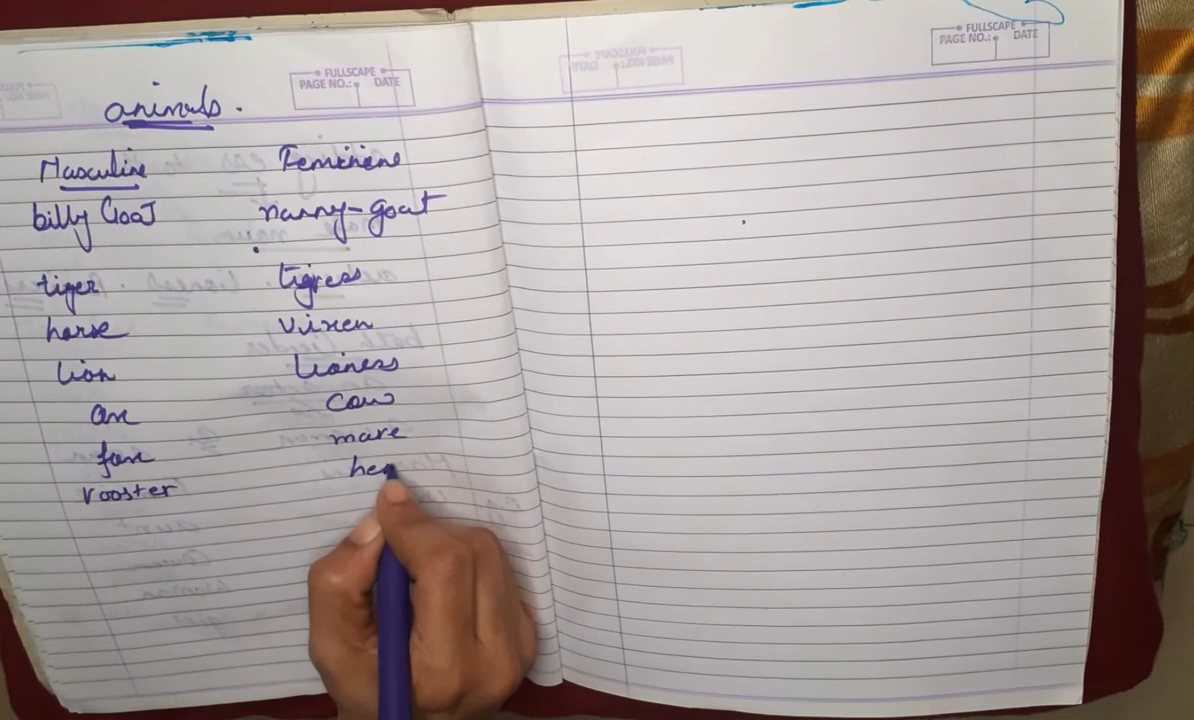 FULLSCAPE
PAGE NO.: DATE
FULLSCAPE
PAGE NO.: DATE
animals.
Masculine Feminine
billy Goat nanny-goat
tiger tigress
horse vixen
lion lioness
ox cow
fox mare
rooster hen